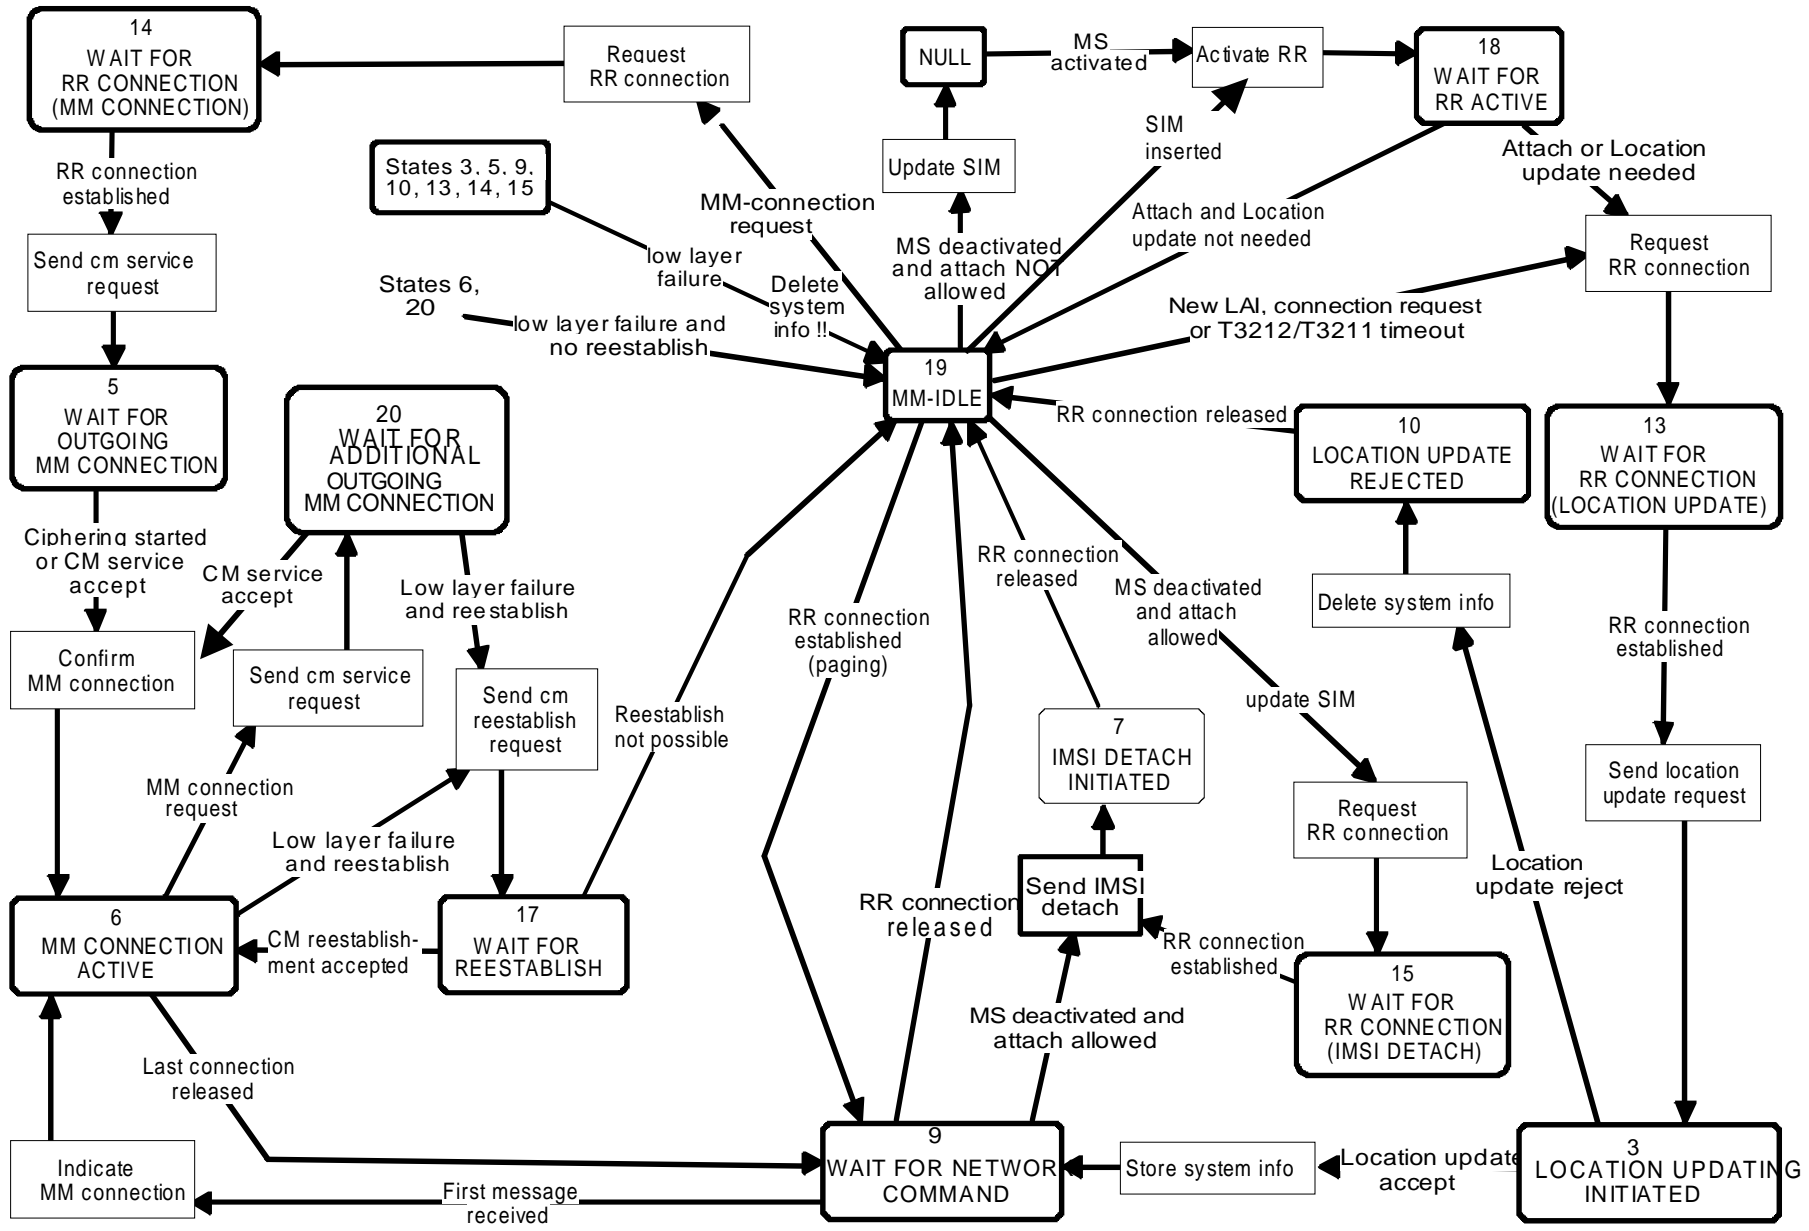 14
WAIT FOR
RR CONNECTION
(MM CONNECTION)
Request
RR connection
NULL
MS
activated
Activate RR
18
WAIT FOR
RR ACTIVE
RR connection
established
States 3, 5, 9,
10, 13, 14, 15
Update SIM
SIM
inserted
Attach or Location
update needed
MM-connection
request
Attach and Location
update not needed
Send cm service
request
low layer
failure
MS deactivated
and attach NOT
allowed
Request
RR connection
States 6,
20
Delete
system
info !!
low layer failure and
no reestablish
New LAI, connection request
or T3212/T3211 timeout
5
WAIT FOR
OUTGOING
MM CONNECTION
20
WAIT FOR
ADDITIONAL
OUTGOING
MM CONNECTION
19
MM-IDLE
RR connection released
10
LOCATION UPDATE
REJECTED
13
WAIT FOR
RR CONNECTION
(LOCATION UPDATE)
Ciphering started
or CM service
accept
CM service
accept
Low layer failure
and reestablish
RR connection
released
MS deactivated
and attach
allowed
Delete system info
RR connection
established
(paging)
RR connection
established
Confirm
MM connection
Send cm service
request
Send cm
reestablish
request
Reestablish
not possible
update SIM
7
IMSI DETACH
INITIATED
Send location
update request
MM connection
request
Request
RR connection
Low layer failure
and reestablish
Location
update reject
Send IMSI
detach
RR connection
released
6
MM CONNECTION
ACTIVE
CM reestablish-
ment accepted
17
WAIT FOR
REESTABLISH
RR connection
established
15
WAIT FOR
RR CONNECTION
(IMSI DETACH)
MS deactivated and
attach allowed
Last connection
released
9
WAIT FOR NETWOR
COMMAND
Store system info
Location update
accept
3
LOCATION UPDATING
INITIATED
Indicate
MM connection
First message
received